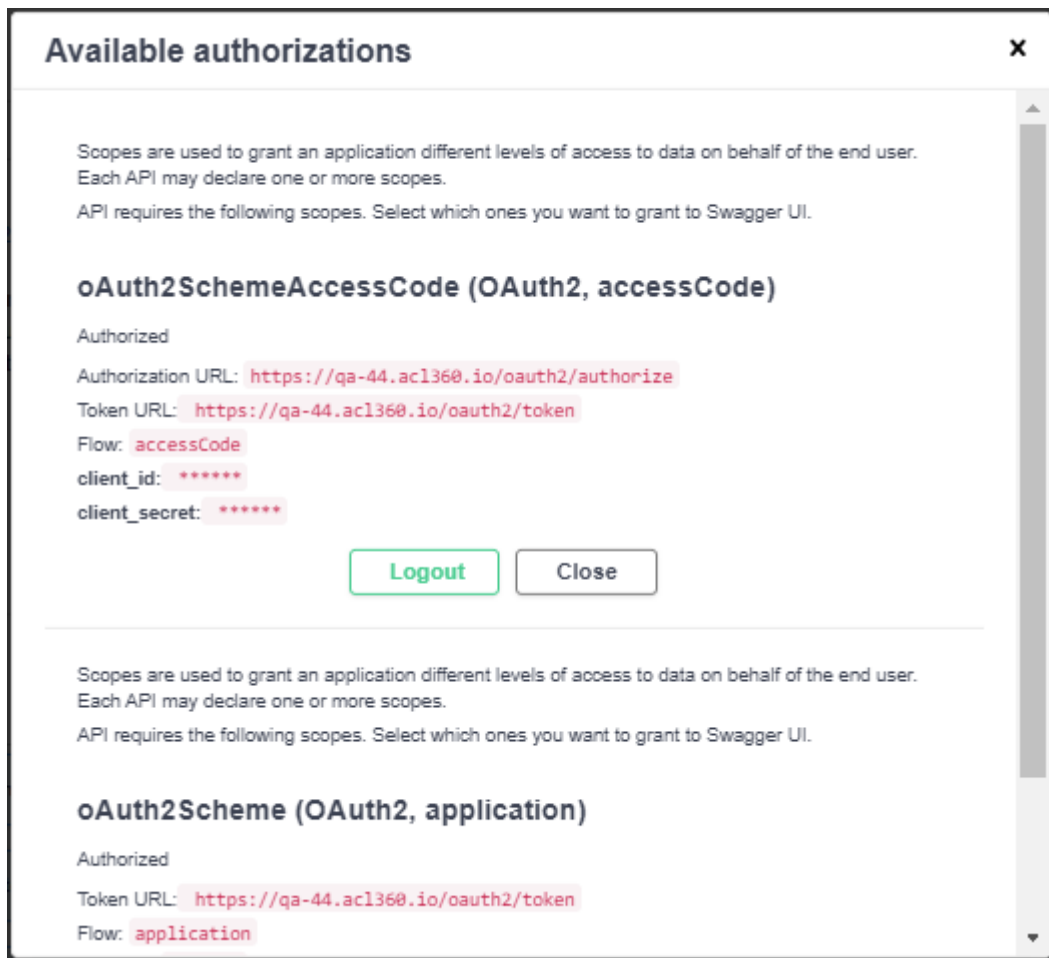 Available authorizations
x
Scopes are used to grant an application different levels of access to data on behalf of the end user.
Each API may declare one or more scopes.
API requires the following scopes. Select which ones you want to grant to Swagger UI.
oAuth2SchemeAccessCode (OAuth2, accessCode)
Authorized
Authorization URL: https://qa-44.acl360.io/oauth2/authorize
Token URL: https://qa-44.acl360.io/oauth2/token
Flow: accessCode
client_id: ******
client_secret: ******
Logout Close
Scopes are used to grant an application different levels of access to data on behalf of the end user.
Each API may declare one or more scopes.
API requires the following scopes. Select which ones you want to grant to Swagger UI.
oAuth2Scheme (OAuth2, application)
Authorized
Token URL: https://qa-44.acl360.io/oauth2/token
Flow: application